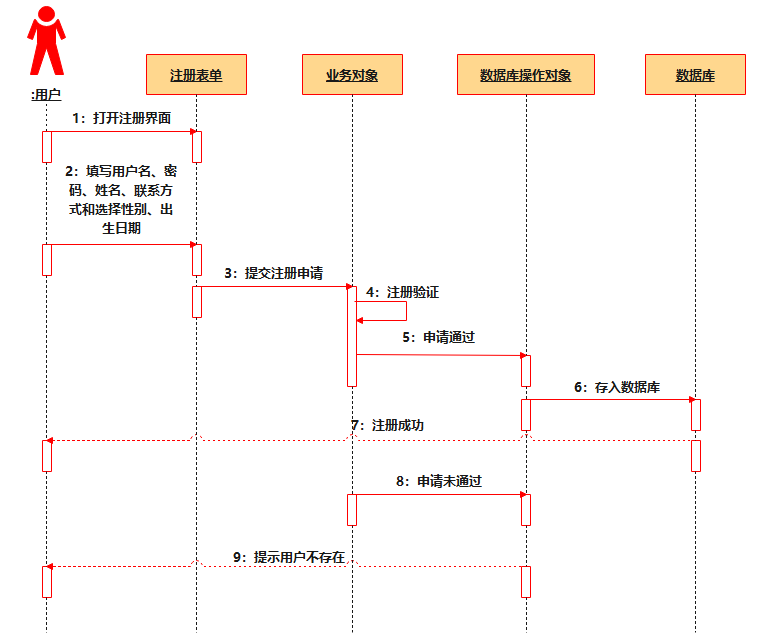 :用户
注册表单
业务对象
数据库操作对象
数据库
1：打开注册界面
2：填写用户名、密
码、姓名、联系方
式和选择性别、出
生日期
3：提交注册申请
4：注册验证
5：申请通过
6：存入数据库
7：注册成功
8：申请未通过
9：提示用户不存在